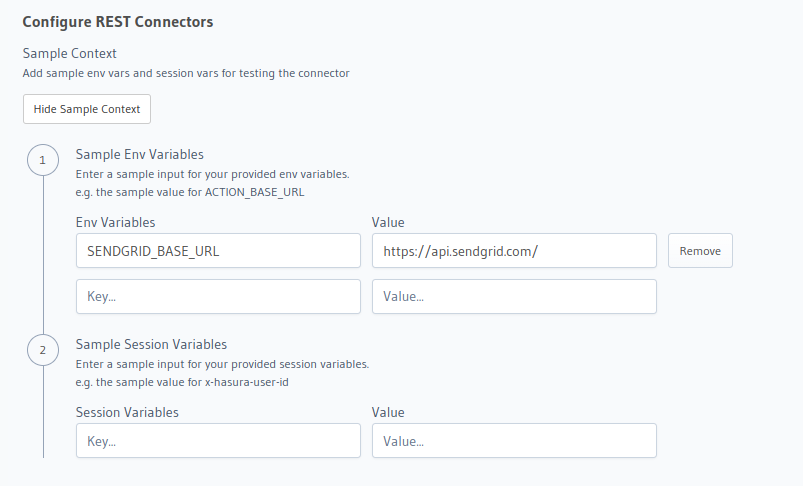 Configure REST Connectors
Sample Context
Add sample env vars and session vars for testing the connector
Hide Sample Context
1
Sample Env Variables
Enter a sample input for your provided env variables.
e.g. the sample value for ACTION_BASE_URL
Env Variables Value
SENDGRID_BASE_URL https://api.sendgrid.com/ Remove
Key... Value...
2
Sample Session Variables
Enter a sample input for your provided session variables.
e.g. the sample value for x-hasura-user-id
Session Variables Value
Key... Value...